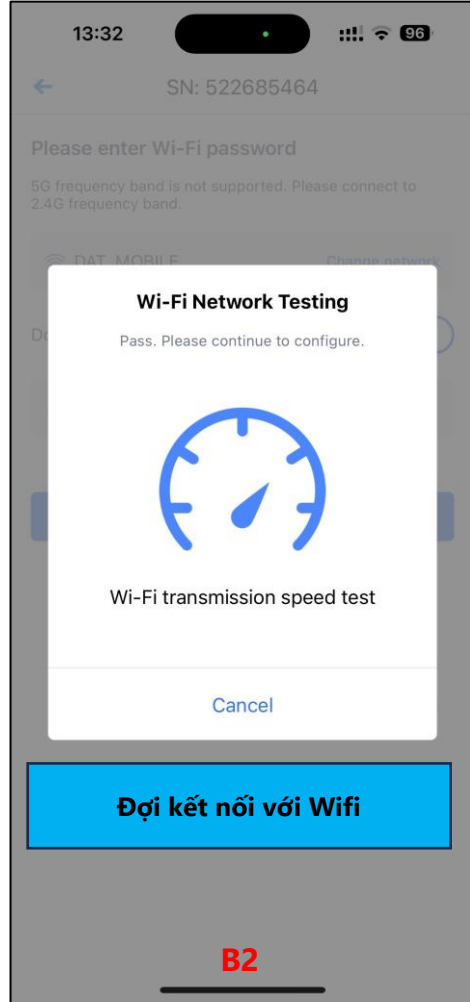 13:32
96
SN: 522685464
Please enter Wi-Fi password
5G frequency band is not supported. Please connect to
2.4G frequency band.
DAT_MOBILE Change network
Wi-Fi Network Testing
Pass. Please continue to configure.
Wi-Fi transmission speed test
Cancel
Đợi kết nối với Wifi
B2